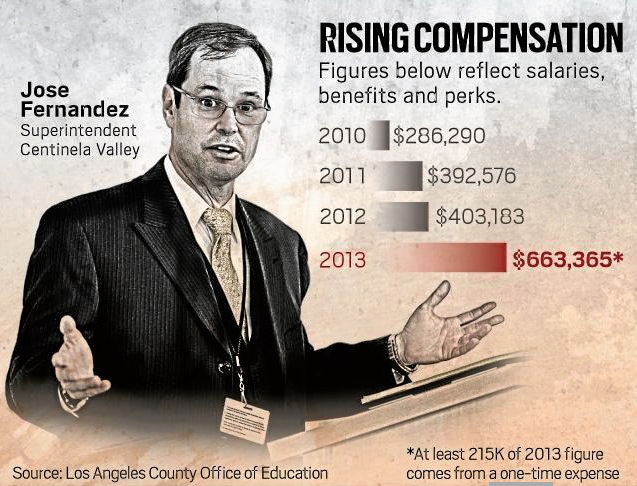 RISING COMPENSATION
Figures below reflect salaries,
benefits and perks.
Jose
Fernandez
Superintendent
Centinela Valley
2010 $286,290
2011 $392,576
2012 $403,183
2013 $663,365*
*At least 215K of 2013 figure
comes from a one-time expense
Source: Los Angeles County Office of Education